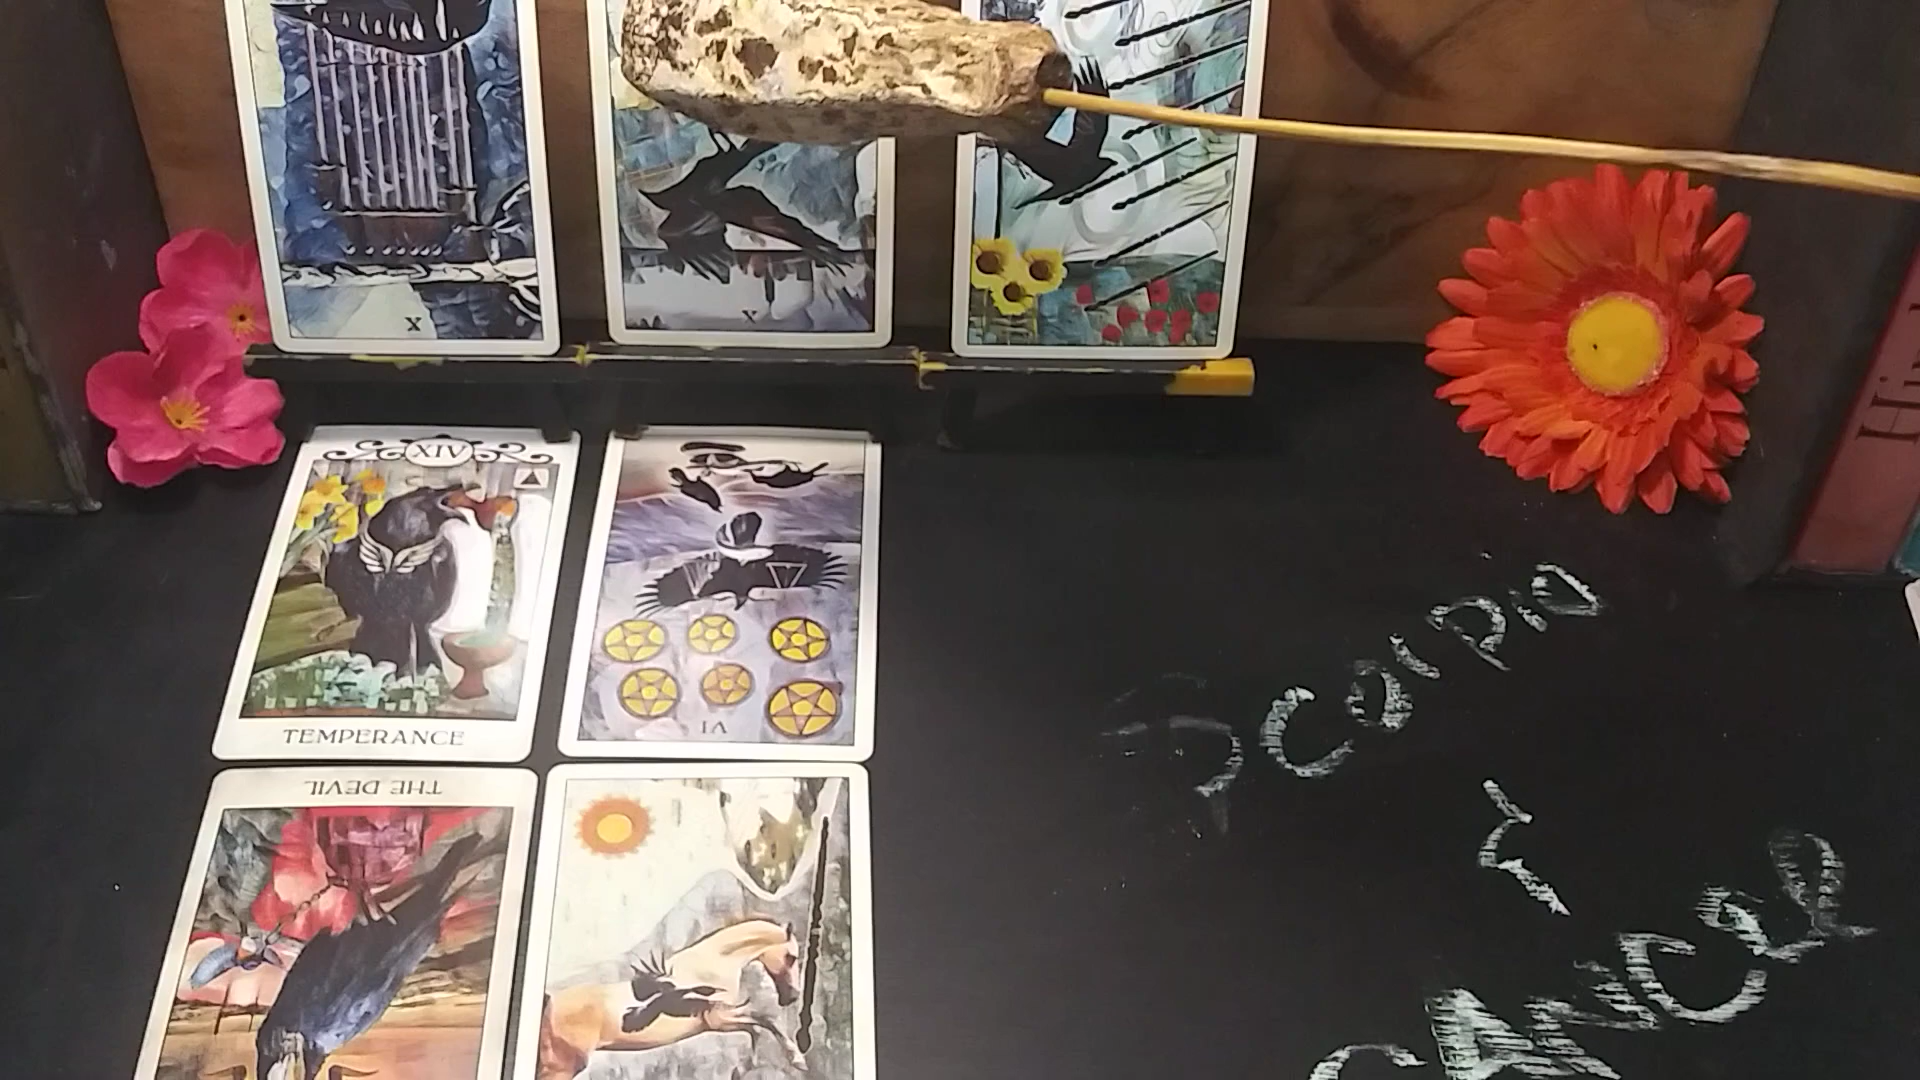 X
X
XIV
TEMPERANCE
VI
THE DEVIL
SCORPIO
CANCER